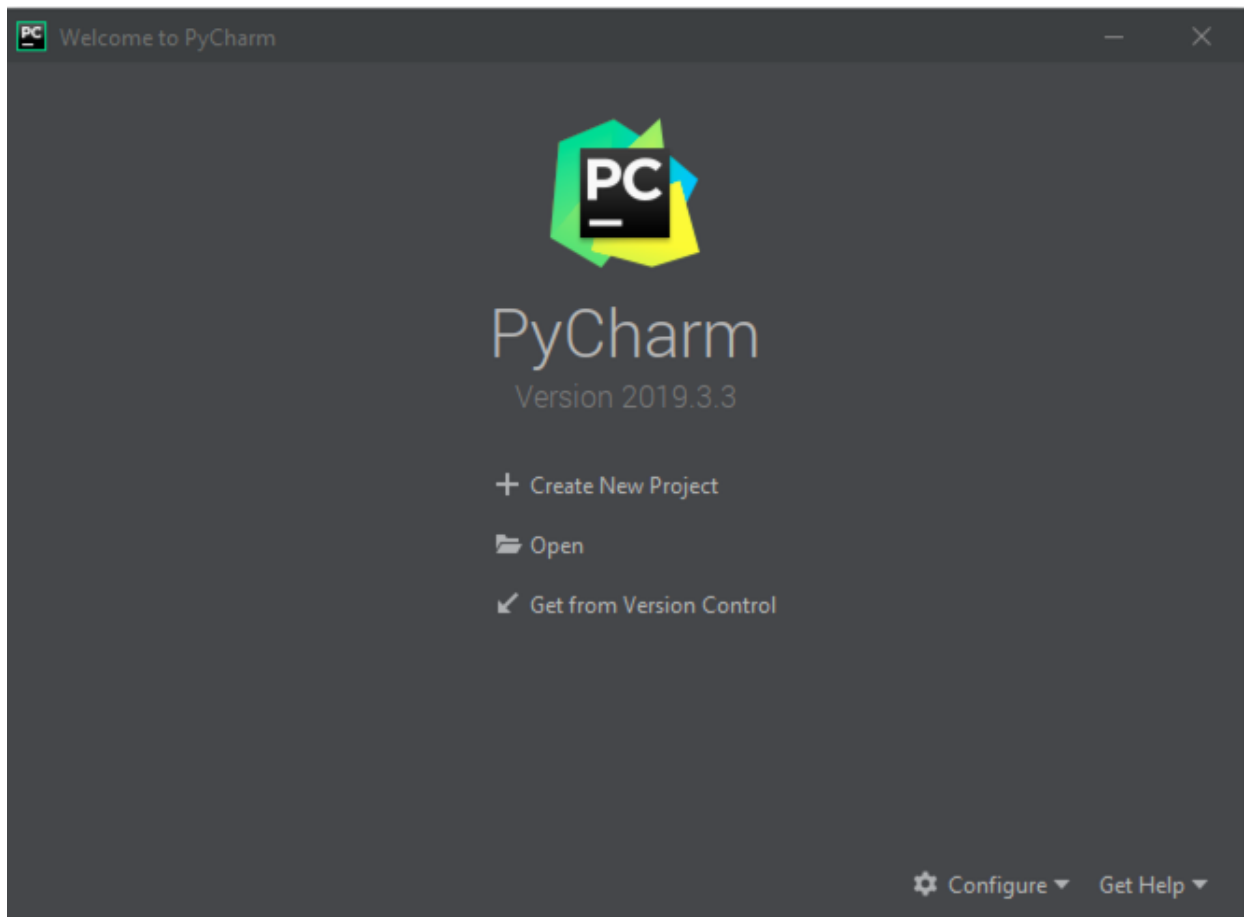 PC Welcome to PyCharm
PC
PyCharm
Version 2019.3.3
Create New Project
Open
Get from Version Control
Configure Get Help